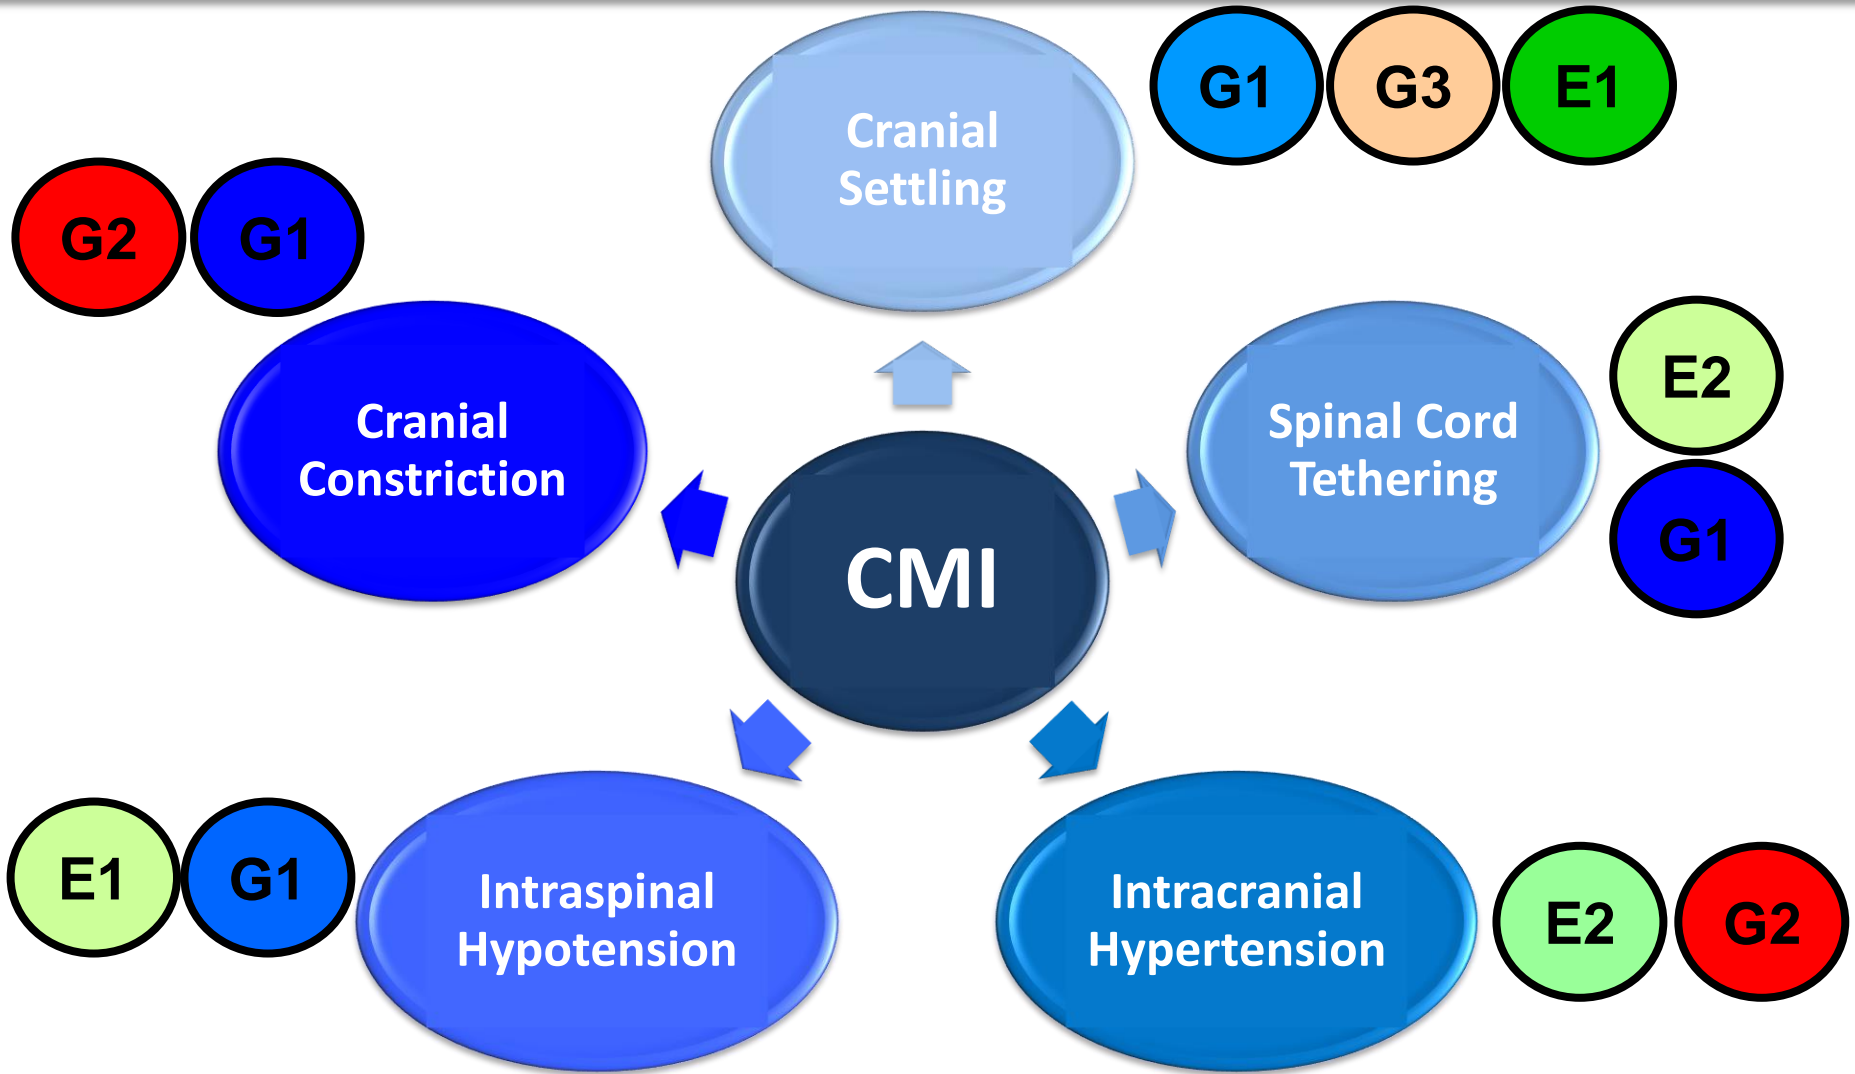 G1 G3 E1
Cranial
Settling
G2 G1
Cranial
Constriction
Spinal Cord
Tethering
E2
G1
CMI
E1 G1
Intraspinal
Hypotension
Intracranial
Hypertension
E2 G2